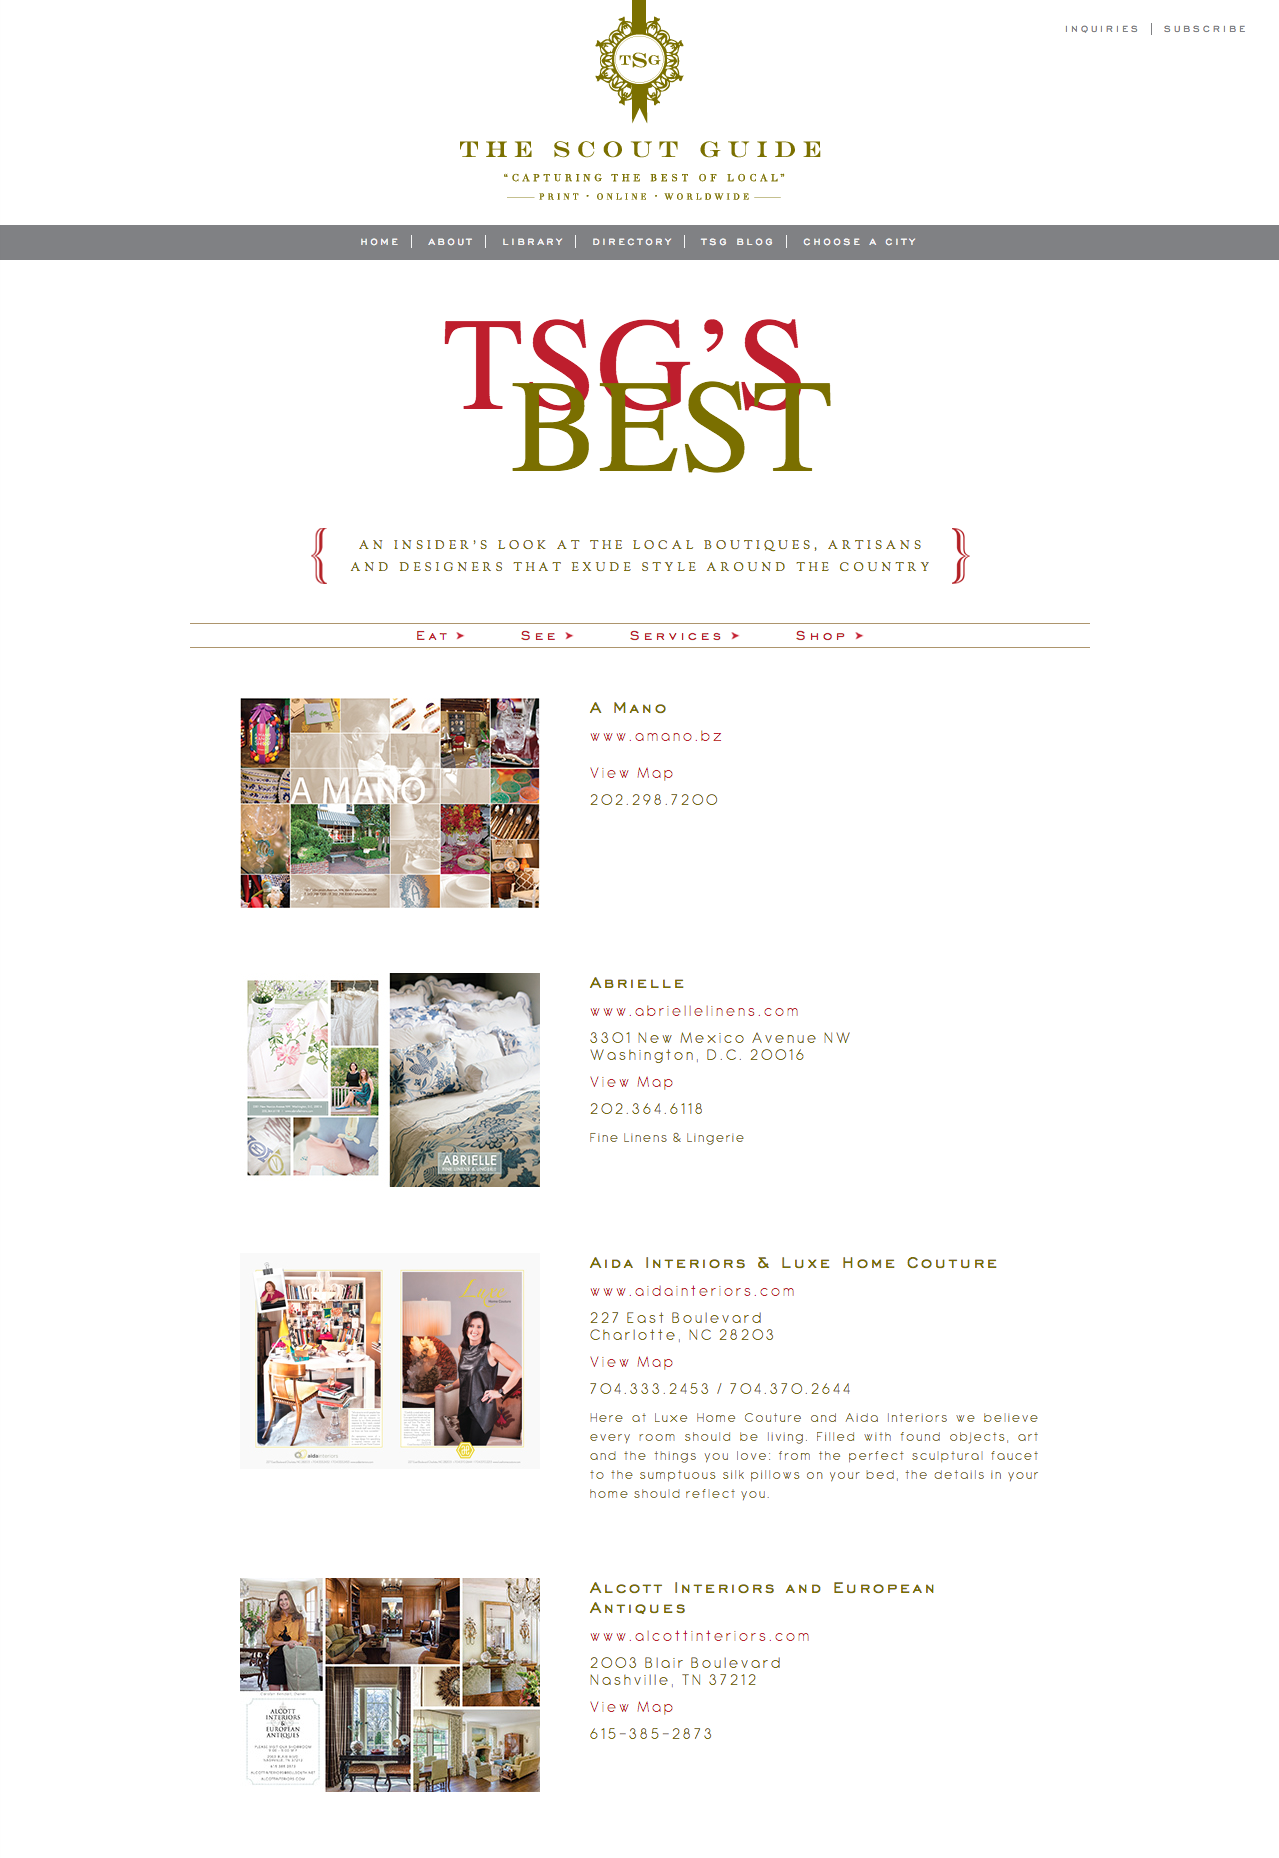 INQUIRIES | SUBSCRIBE
TSG
THE SCOUT GUIDE
“CAPTURING THE BEST OF LOCAL”
PRINT · ONLINE · WORLDWIDE
HOME | ABOUT | LIBRARY | DIRECTORY | TSG BLOG | CHOOSE A CITY
TSG’S
BEST
{ AN INSIDER’S LOOK AT THE LOCAL BOUTIQUES, ARTISANS
AND DESIGNERS THAT EXUDE STYLE AROUND THE COUNTRY }
EAT SEE SERVICES SHOP
A MANO
A MANO
www.amano.bz
View Map
202.298.7200
ABRIELLE
FINE LINENS & LINGERIE
ABRIELLE
www.abriellelinens.com
3301 New Mexico Avenue NW
Washington, D.C. 20016
View Map
202.364.6118
Fine Linens & Lingerie
Luxe
aidainteriors
AIDA INTERIORS & LUXE HOME COUTURE
www.aidainteriors.com
227 East Boulevard
Charlotte, NC 28203
View Map
704.333.2453 / 704.370.2644
Here at Luxe Home Couture and Aida Interiors we believe
every room should be living. Filled with found objects, art
and the things you love: from the perfect sculptural faucet
to the sumptuous silk pillows on your bed, the details in your
home should reflect you.
ALCOTT
INTERIORS
&
EUROPEAN
ANTIQUES
ALCOTTINTERIORS.COM
ALCOTT INTERIORS AND EUROPEAN
ANTIQUES
www.alcottinteriors.com
2003 Blair Boulevard
Nashville, TN 37212
View Map
615-385-2873